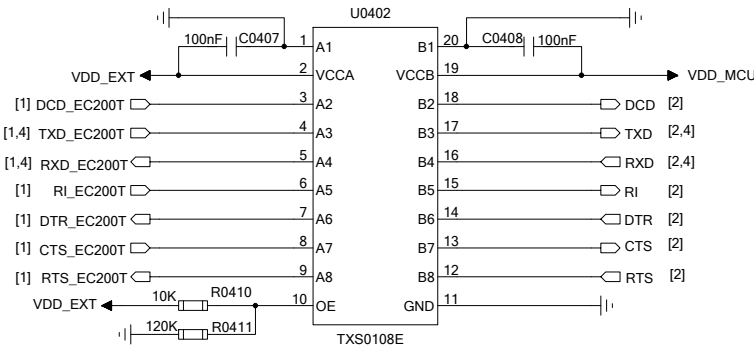 U0402
100nF C0407 1 A1 B1 20 C0408 100nF
VDD_EXT 2 VCCA VCCB 19 VDD_MCU
[1] DCD_EC200T 3 A2 B2 18 DCD [2]
[1,4] TXD_EC200T 4 A3 B3 17 TXD [2,4]
[1,4] RXD_EC200T 5 A4 B4 16 RXD [2,4]
[1] RI_EC200T 6 A5 B5 15 RI [2]
[1] DTR_EC200T 7 A6 B6 14 DTR [2]
[1] CTS_EC200T 8 A7 B7 13 CTS [2]
[1] RTS_EC200T 9 A8 B8 12 RTS [2]
VDD_EXT 10K R0410 10 OE GND 11
120K R0411
TXS0108E